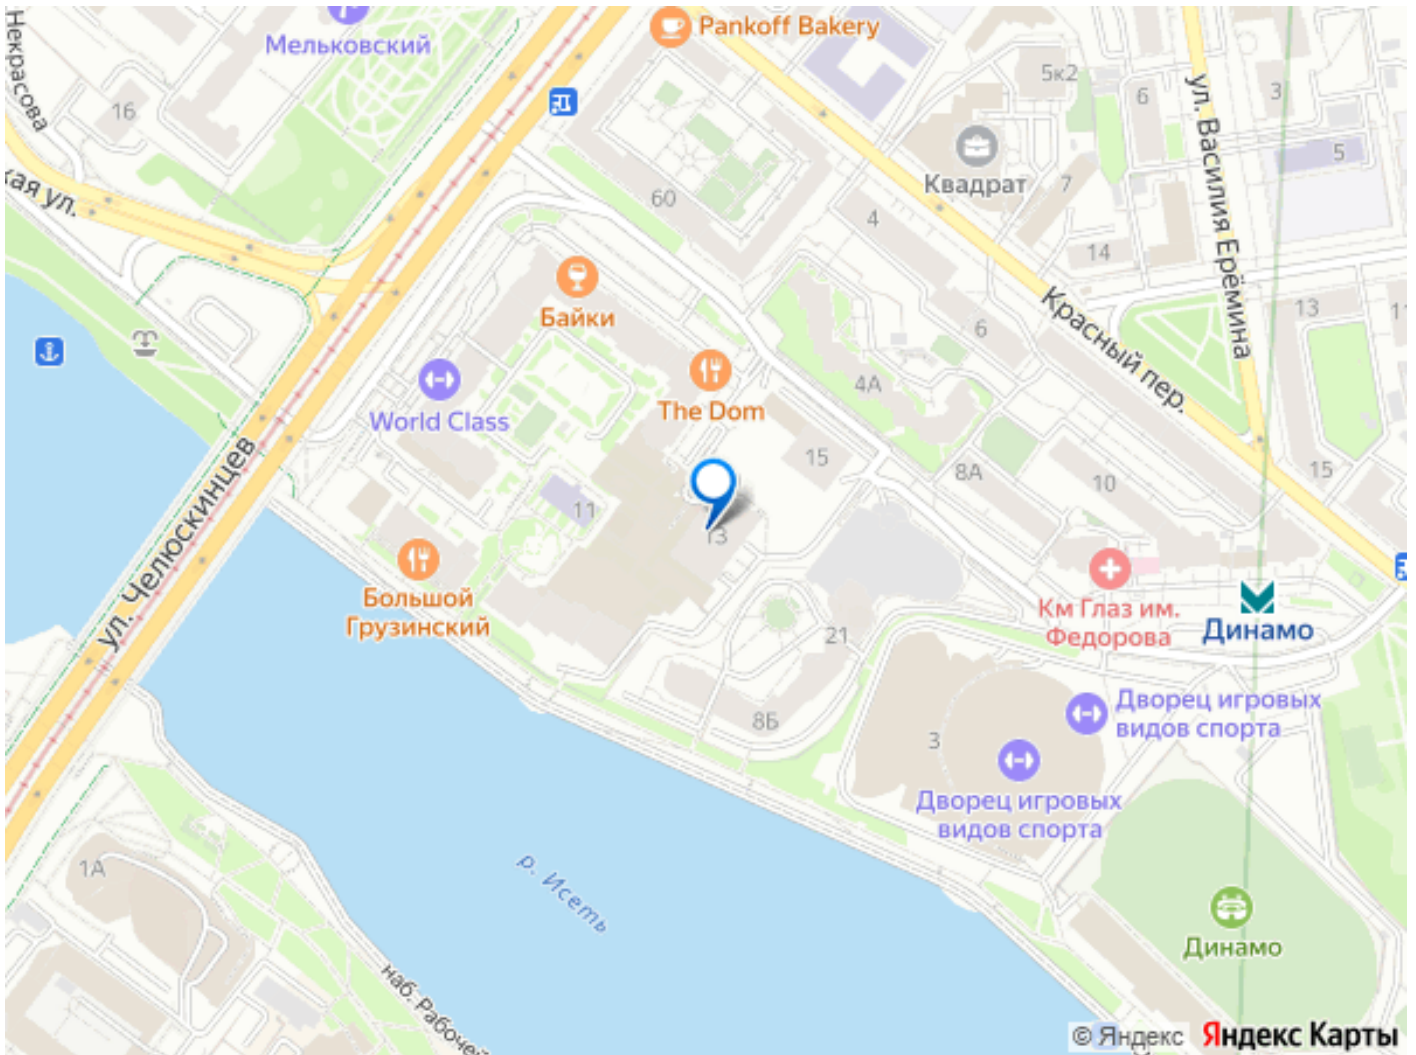 Некрасова
Мельковский
Pankoff Bakery
16
5к2
6
3
ул. Василия Ерёмина
5
Квадрат
7
кая ул.
60
4
14
Байки
6
Красный пер.
13
11
World Class
The Dom
4А
ул. Челюскинцев
15
8А
10
15
11
13
Большой
Грузинский
Км Глаз им.
Федорова
Динамо
21
8Б
3
Дворец игровых
видов спорта
Дворец игровых
видов спорта
1А
р. Исеть
Динамо
наб. Рабочей
© Яндекс Яндекс Карты